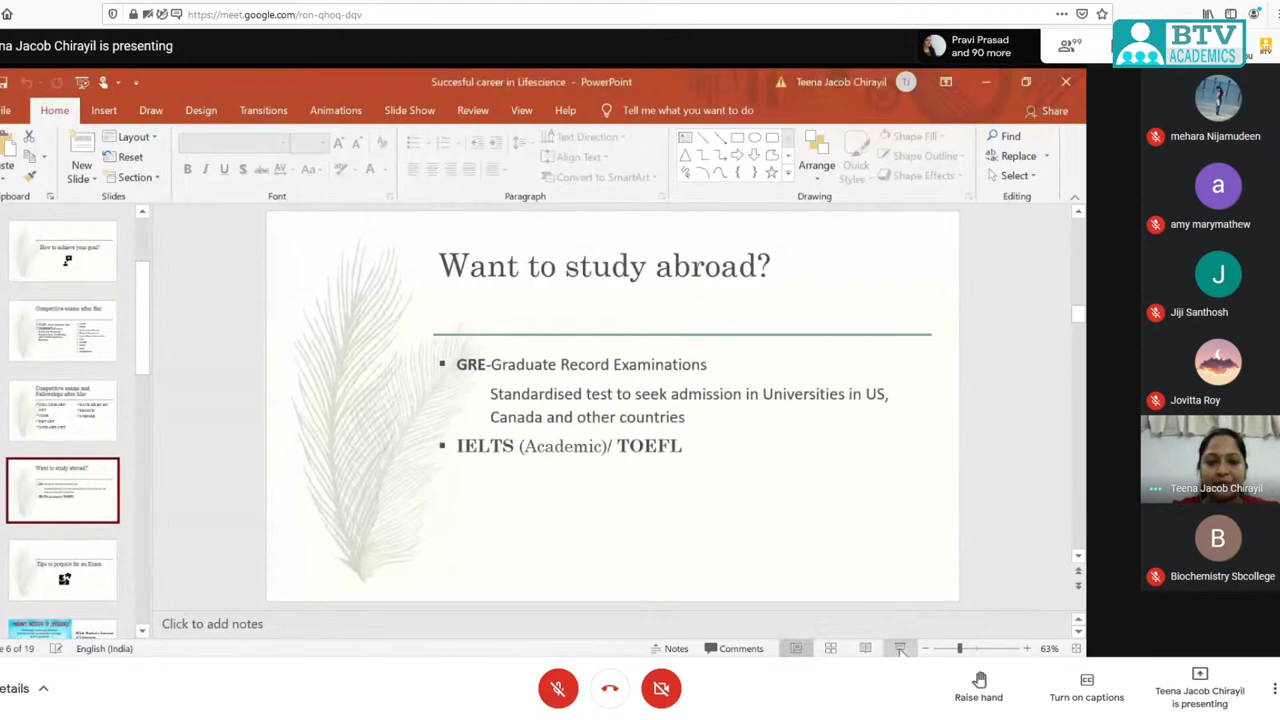 https://meet.google.com/ron-qhoq-dqv
BTV
ACADEMICS
na Jacob Chirayil is presenting
Pravi Prasad
and 90 more
99
Succesful career in Lifescience - PowerPoint
Teena Jacob Chirayil
TJ
Home
Insert
Draw
Design
Transitions
Animations
Slide Show
Review
View
Help
Tell me what you want to do
Share
New
Slide
Layout
Reset
Section
Slides
Font
Text Direction
Align Text
Convert to SmartArt
Paragraph
Arrange
Quick
Styles
Shape Fill
Shape Outline
Shape Effects
Drawing
Find
Replace
Select
Editing
How to achieve your goal?
Competitive exams after Bsc
Competitive exams and
Fellowships after Msc
Want to study abroad?
Tips to prepare for an Exam
Want to study abroad?
GRE-Graduate Record Examinations
Standardised test to seek admission in Universities in US,
Canada and other countries
IELTS (Academic)/ TOEFL
Click to add notes
e 6 of 19
English (India)
Notes
Comments
63%
mehara Nijamudeen
a
amy marymathew
J
Jiji Santhosh
Jovitta Roy
Teena Jacob Chirayil
B
Biochemistry Sbcollege
etails
Raise hand
Turn on captions
Teena Jacob Chirayil
is presenting